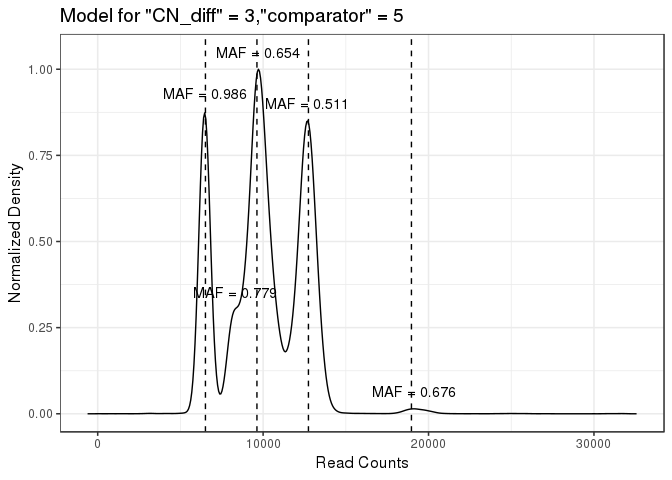 Model for "CN_diff" = 3,"comparator" = 5
MAF = 0.654
MAF = 0.986
MAF = 0.511
MAF = 0.779
MAF = 0.676
Normalized Density
1.00
0.75
0.50
0.25
0.00
0
10000
20000
30000
Read Counts